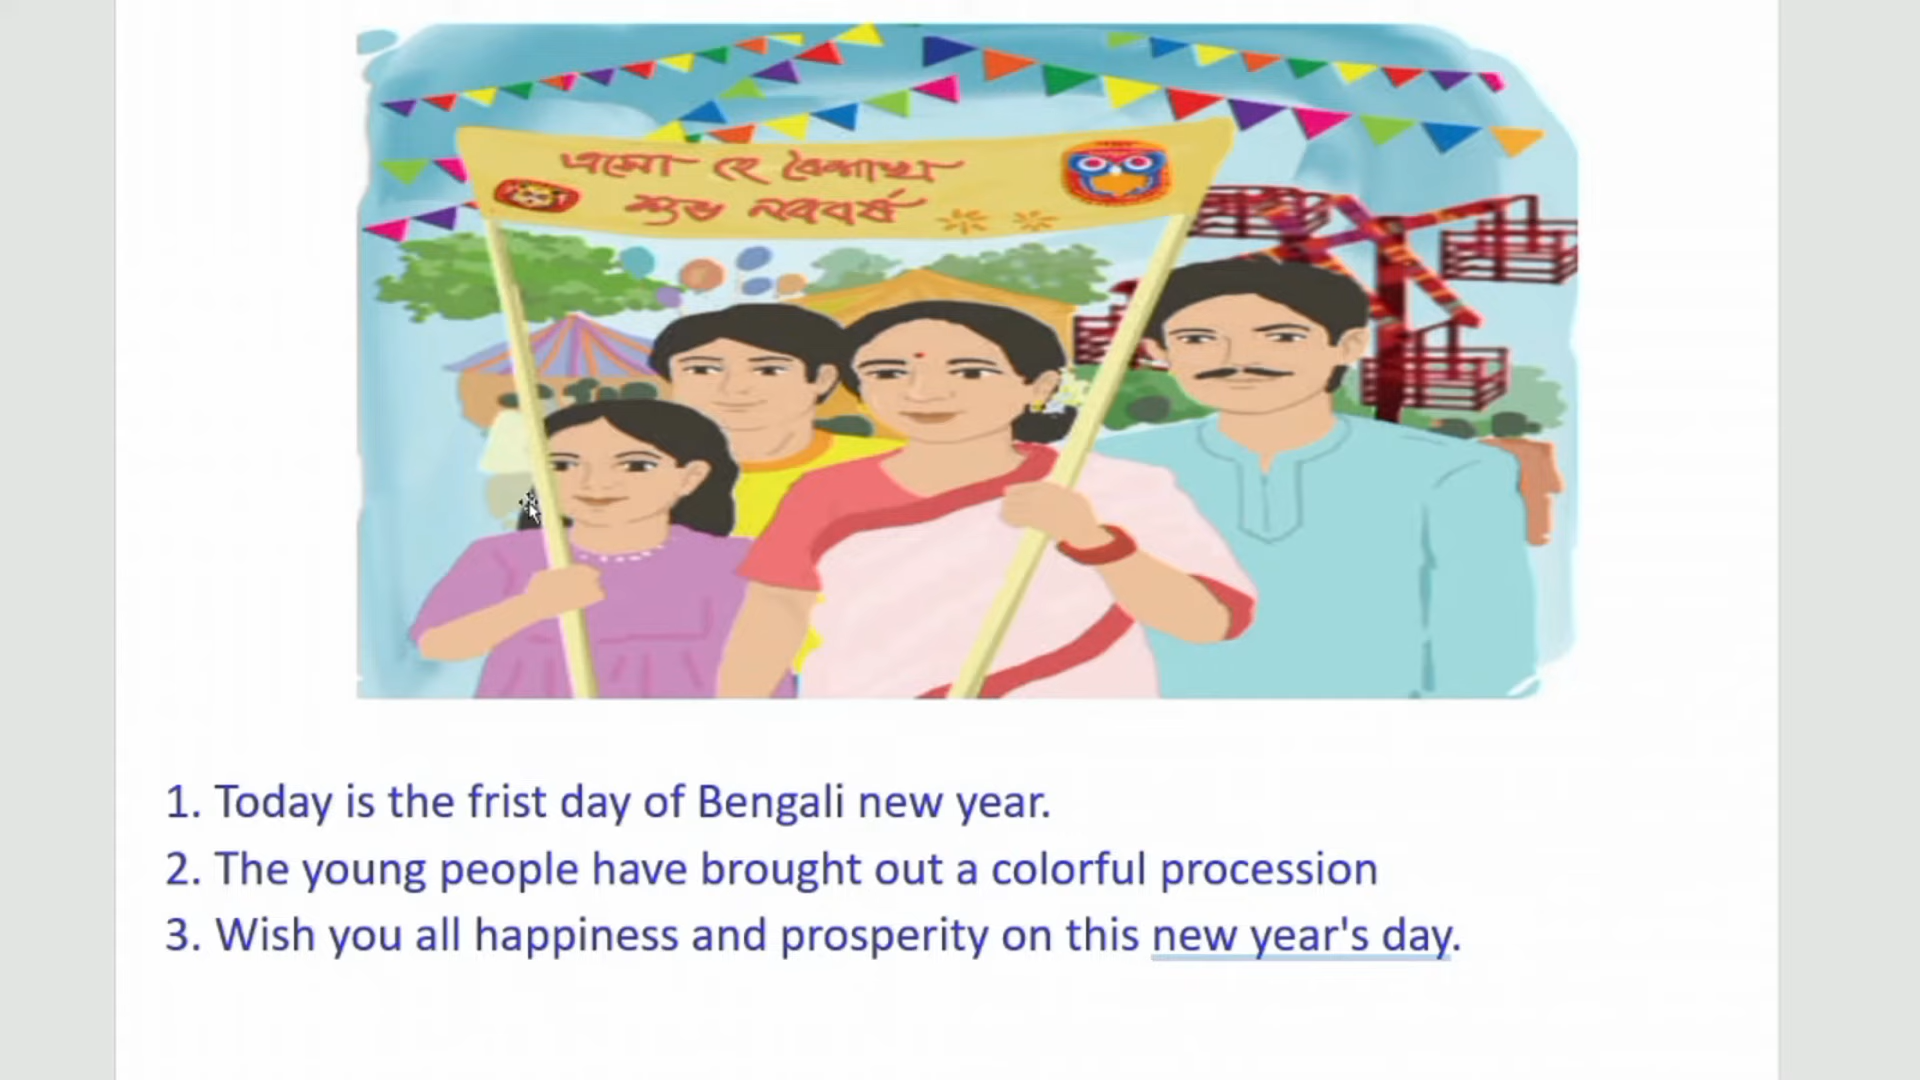 এসো হে বৈশাখ
শুভ নববর্ষ
1. Today is the frist day of Bengali new year.
2. The young people have brought out a colorful procession
3. Wish you all happiness and prosperity on this new year's day.